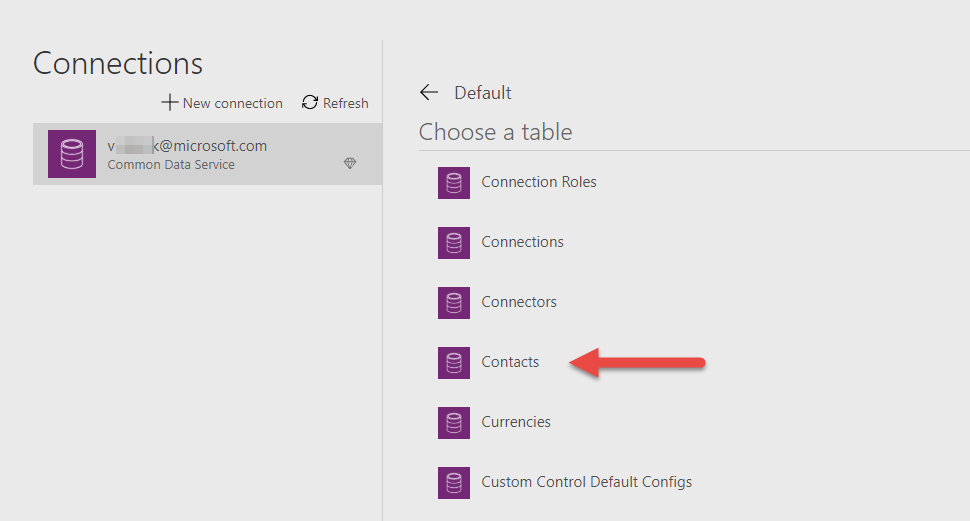 Connections
New connection
Refresh
@microsoft.com
Common Data Service
Default
Choose a table
Connection Roles
Connections
Connectors
Contacts
Currencies
Custom Control Default Configs